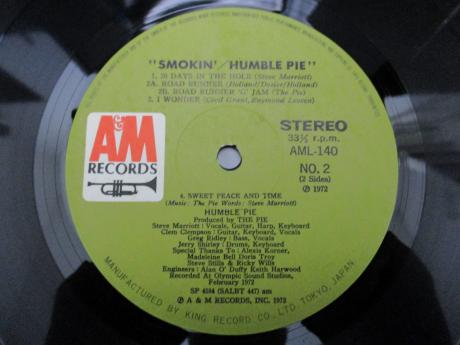 "SMOKIN'/HUMBLE PIE"
1. 30 DAYS IN THE HOLE (Steve Marriott)
2A. ROAD RUNNER (Holland/Dozier/Holland)
2B. ROAD RUNNER 'G' JAM (The Pie)
3. I WONDER (Cecil Grant, Raymond Leveen)
A&M
RECORDS
STEREO
33⅓ r.p.m.
AML-140
NO. 2
(2 Sides)
Ⓟ 1972
4. SWEET PEACE AND TIME
(Music: The Pie Words: Steve Marriott)
HUMBLE PIE
Produced by THE PIE
Steve Marriott: Vocals, Guitar, Harp, Keyboard
Clem Clempson: Guitar, Keyboard, Vocals
Greg Ridley: Bass, Vocals
Jerry Shirley: Drums, Keyboard
Special Thanks To: Alexis Korner,
Madeleine Bell Doris Troy
Steve Stills & Ricky Wills
Engineers: Alan O' Duffy Keith Harwood
Recorded At Olympic Sound Studios,
February 1972
SP 4184 (SALBT 447) am
Ⓟ A & M RECORDS, INC. 1972
MANUFACTURED BY KING RECORD CO. LTD. TOKYO, JAPAN.